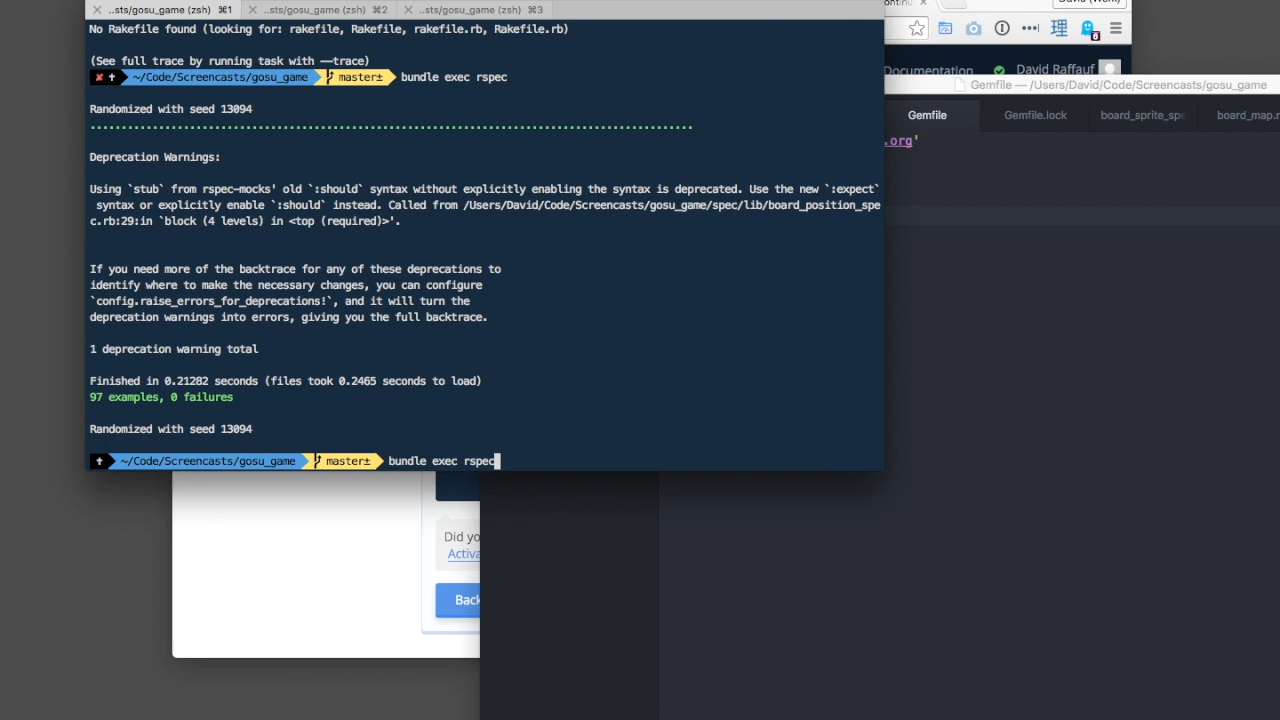 ..sts/gosu_game (zsh) ⌘1
..sts/gosu_game (zsh) ⌘2
..sts/gosu_game (zsh) ⌘3
No Rakefile found (looking for: rakefile, Rakefile, rakefile.rb, Rakefile.rb)
(See full trace by running task with --trace)
~/Code/Screencasts/gosu_game master± bundle exec rspec
Randomized with seed 13094
Deprecation Warnings:
Using `stub` from rspec-mocks' old `:should` syntax without explicitly enabling the syntax is deprecated. Use the new `:expect`
syntax or explicitly enable `:should` instead. Called from /Users/David/Code/Screencasts/gosu_game/spec/lib/board_position_spe
c.rb:29:in `block (4 levels) in <top (required)>'.
If you need more of the backtrace for any of these deprecations to
identify where to make the necessary changes, you can configure
`config.raise_errors_for_deprecations!`, and it will turn the
deprecation warnings into errors, giving you the full backtrace.
1 deprecation warning total
Finished in 0.21282 seconds (files took 0.2465 seconds to load)
97 examples, 0 failures
Randomized with seed 13094
~/Code/Screencasts/gosu_game master± bundle exec rspec
理
6
Documentation
David Raffauf
Gemfile — /Users/David/Code/Screencasts/gosu_game
Gemfile
Gemfile.lock
board_sprite_spe
board_map.r
.org'
Did yo
Activa
Back